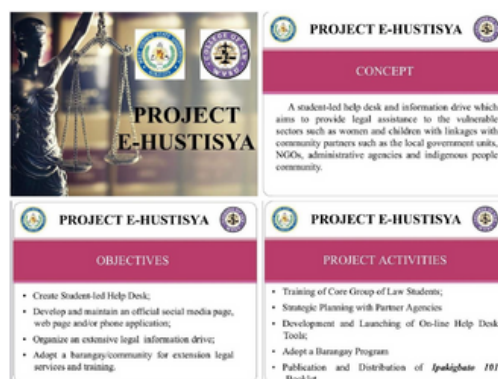 PROJECT
E-HUSTISYA
PROJECT E-HUSTISYA
CONCEPT
A student-led help desk and information drive which
aims to provide legal assistance to the vulnerable
sectors such as women and children with linkages with
community partners such as the local government units,
NGOs, administrative agencies and indigenous people
community.
PROJECT E-HUSTISYA
OBJECTIVES
• Create Student-led Help Desk;
• Develop and maintain an official social media page,
web page and/or phone application;
• Organize an extensive legal information drive;
• Adopt a barangay/community for extension legal
services and training.
PROJECT E-HUSTISYA
PROJECT ACTIVITIES
• Training of Core Group of Law Students;
• Strategic Planning with Partner Agencies
• Development and Launching of On-line Help Desk
Tools;
• Adopt a Barangay Program
• Publication and Distribution of Ipakigbato 101